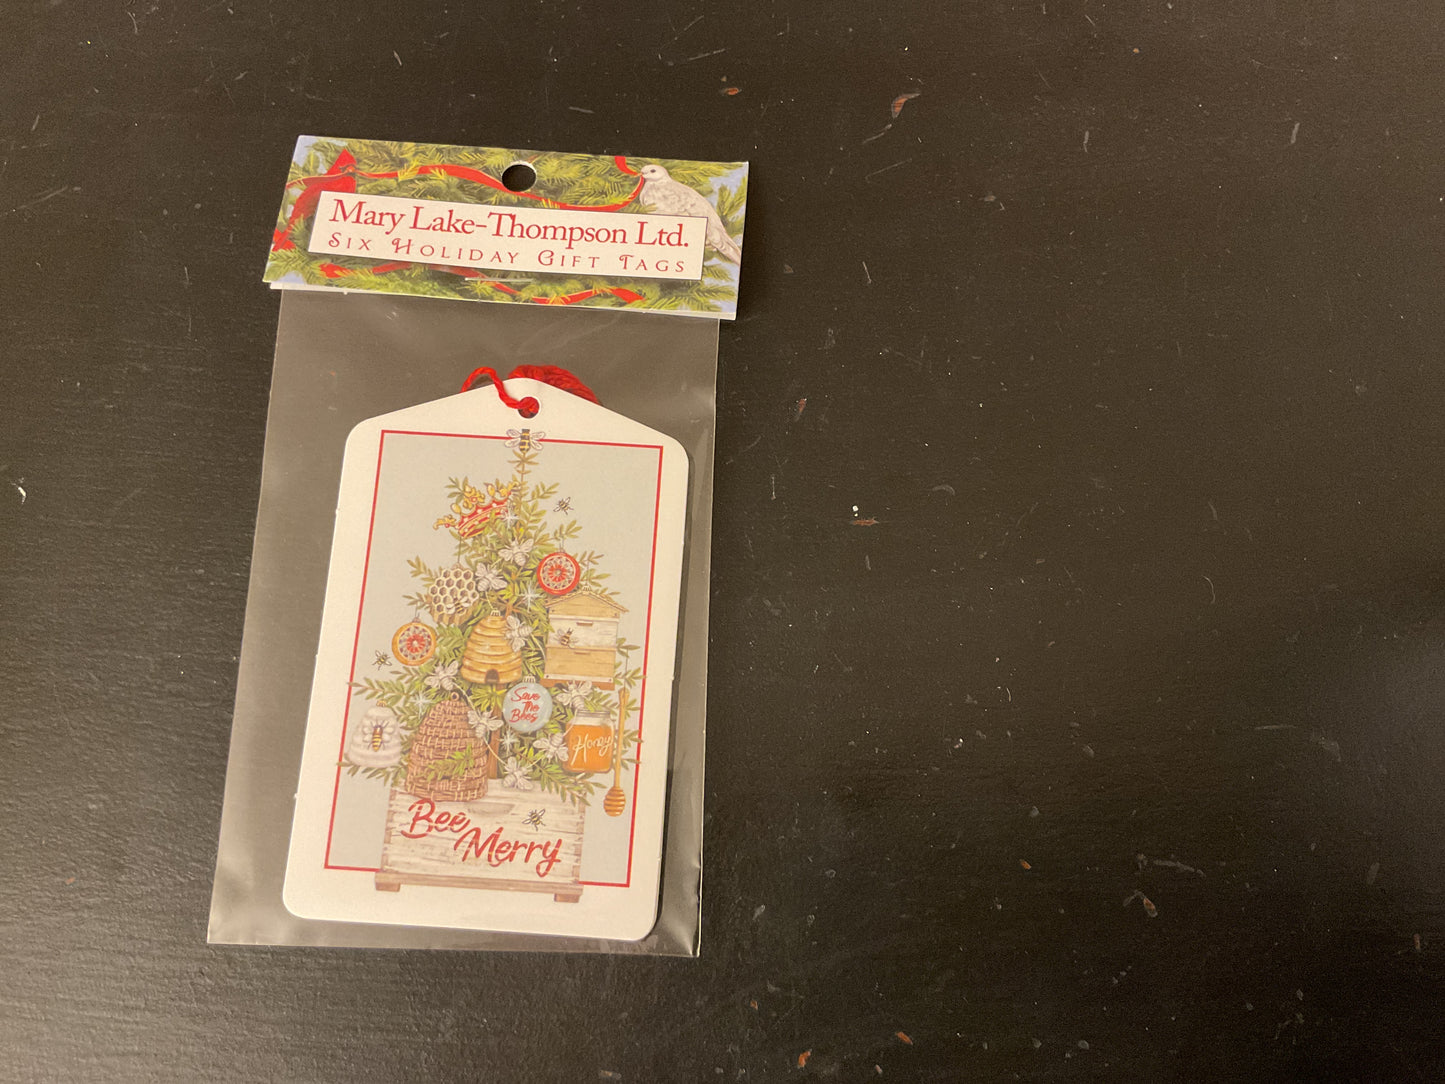 Mary Lake-Thompson Ltd.
Six Holiday Gift Tags
Save
The
Bees
Honey
Bee
Merry